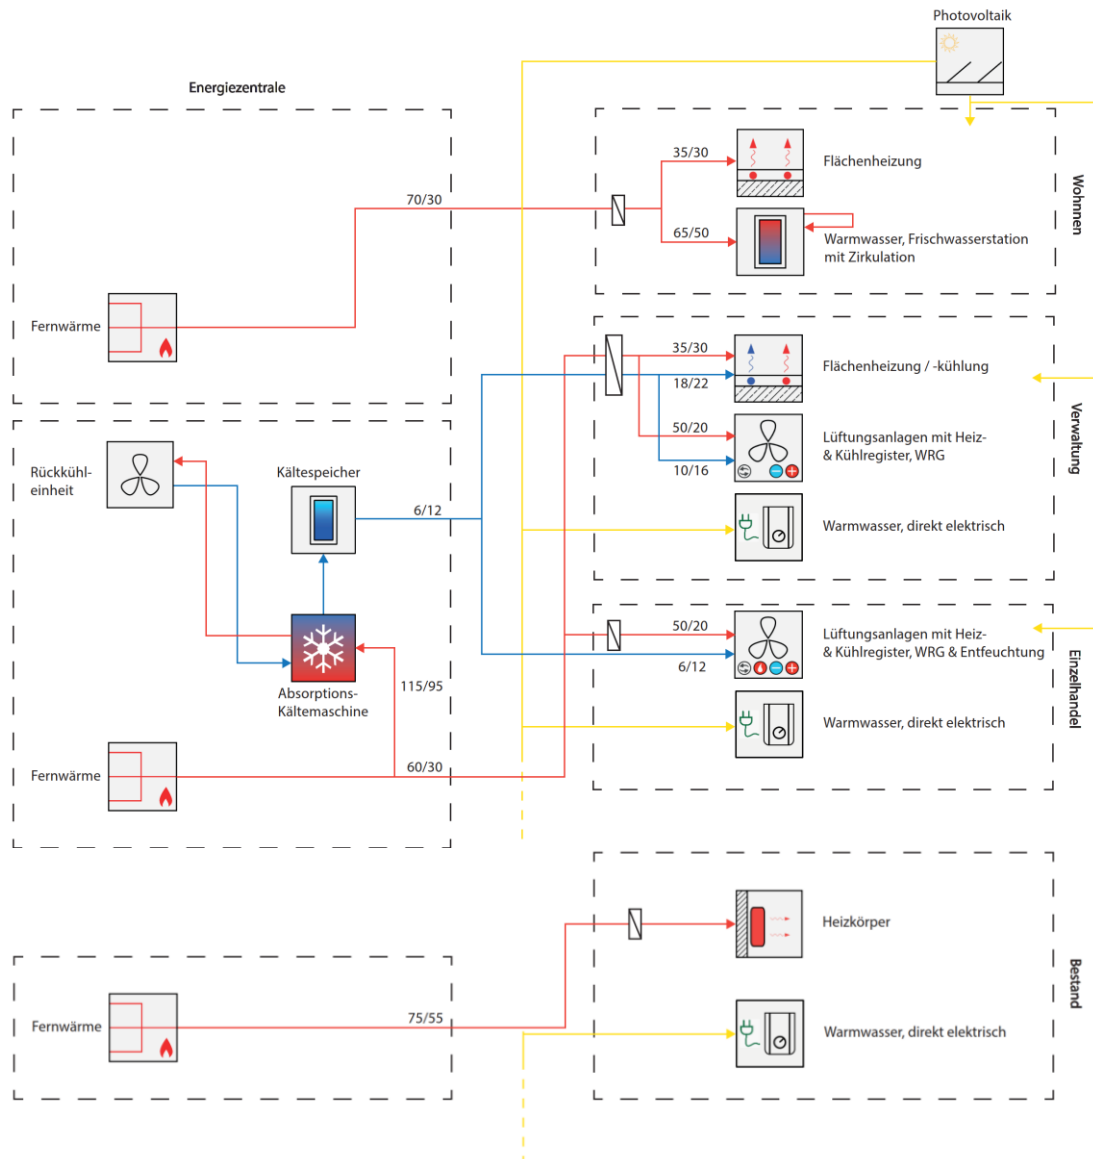 Photovoltaik
Energiezentrale
35/30
Flächenheizung
70/30
65/50
Warmwasser, Frischwasserstation
mit Zirkulation
Wohnnen
Fernwärme
35/30
18/22
Flächenheizung / -kühlung
50/20
10/16
Lüftungsanlagen mit Heiz-
& Kühlregister, WRG
Verwaltung
Rückkühl-
einheit
Kältespeicher
6/12
Warmwasser, direkt elektrisch
50/20
6/12
Lüftungsanlagen mit Heiz-
& Kühlregister, WRG & Entfeuchtung
Einzelhandel
115/95
Absorptions-
Kältemaschine
Warmwasser, direkt elektrisch
Fernwärme
60/30
Heizkörper
Bestand
Fernwärme
75/55
Warmwasser, direkt elektrisch